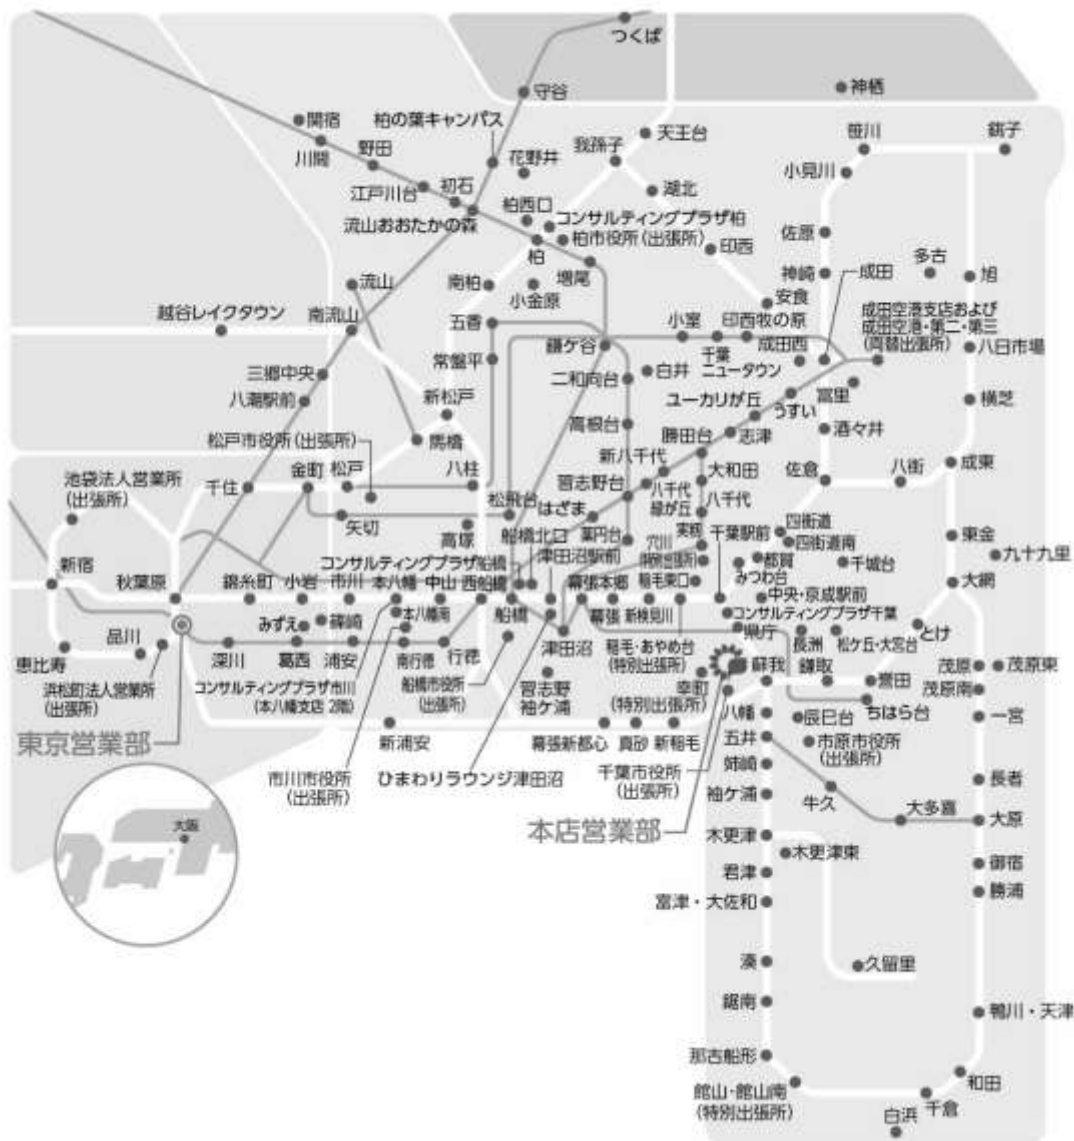 つくば
守谷
神栖
関宿
川間
野田
柏の葉キャンパス
花野井
我孫子
天王台
笹川
銚子
小見川
江戸川台
初石
流山おおたかの森
柏西口
コンサルティングプラザ柏
柏市役所(出張所)
柏
湖北
印西
佐原
多古
神崎
成田
旭
流山
南柏
小金原
増尾
安食
成田空港支店および
成田空港・第二・第三
(両替出張所)
越谷レイクタウン
南流山
五香
鎌ケ谷
小室
印西牧の原
千葉
ニュータウン
成田西
八日市場
常盤平
二和向台
白井
富里
三郷中央
八潮駅前
新松戸
ユーカリが丘
うすい
横芝
松戸市役所(出張所)
馬橋
高根台
勝田台
志津
酒々井
池袋法人営業所
(出張所)
千住
金町
松戸
八柱
新八千代
大和田
佐倉
八街
成東
矢切
松飛台
習志野台
八千代
緑が丘
八千代
高塚
はざま
薬円台
実籾
四街道
四街道南
東金
九十九里
新宿
秋葉原
錦糸町
小岩
市川
コンサルティングプラザ船橋
本八幡
中山
西船橋
船橋北口
津田沼駅前
幕張本郷
穴川
(特別出張所)
稲毛東口
千葉駅前
都賀
みつわ台
千城台
大網
本八幡南
船橋
幕張
新検見川
中央・京成駅前
コンサルティングプラザ千葉
県庁
品川
恵比寿
浜松町法人営業所
(出張所)
みずえ
篠崎
深川
葛西
浦安
南行徳
行徳
コンサルティングプラザ市川
(本八幡支店 2階)
船橋市役所
(出張所)
津田沼
習志野
袖ケ浦
稲毛・あやめ台
(特別出張所)
幸町
(特別出張所)
蘇我
長洲
鎌取
松ケ丘・大宮台
とけ
誉田
茂原
茂原東
茂原南
東京営業部
新浦安
幕張新都心
真砂
新稲毛
八幡
辰巳台
ちはら台
一宮
市川市役所
(出張所)
ひまわりラウンジ津田沼
千葉市役所
(出張所)
五井
市原市役所
(出張所)
姉崎
長者
袖ケ浦
牛久
大多喜
大原
大阪
本店営業部
木更津
木更津東
御宿
君津
勝浦
富津・大佐和
湊
久留里
鋸南
鴨川・天津
那古船形
館山・館山南
(特別出張所)
和田
千倉
白浜